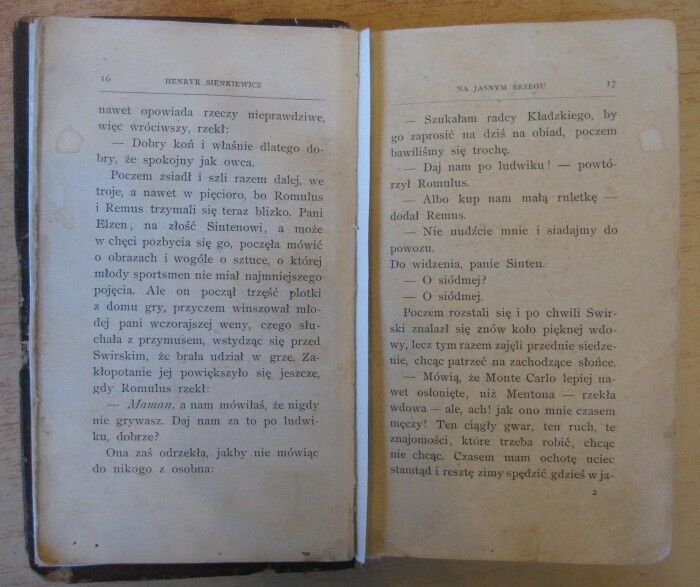 16 HENRYK SIENKIEWICZ
nawet opowiada rzeczy nieprawdziwe,
więc wróciwszy, rzekł:
— Dobry koń i właśnie dlatego do-
bry, że spokojny jak owca.
Poczem zsiadł i szli razem dalej, we
troje, a nawet w pięcioro, bo Romulus
i Remus trzymali się teraz blizko. Pani
Elzen, na złość Sintenowi, a może
w chęci pozbycia się go, poczęła mówić
o obrazach i wogóle o sztuce, o której
młody sportsmen nie miał najmniejszego
pojęcia. Ale on począł trzęść plotki
z domu gry, przyczem winszował mło-
dej pani wczorajszej weny, czego słu-
chała z przymusem, wstydząc się przed
Swirskim, że brała udział w grze. Za-
kłopotanie jej powiększyło się jeszcze,
gdy Romulus rzekł:
— Maman, a nam mówiłaś, że nigdy
nie grywasz. Daj nam za to po ludwi-
ku, dobrze?
Ona zaś odrzekła, jakby nie mówiąc
do nikogo z osobna:
NA JASNYM BRZEGU 17
— Szukałam radcy Kładzkiego, by
go zaprosić na dziś na obiad, poczem
bawiliśmy się trochę.
— Daj nam po ludwiku! — powtó-
rzył Romulus.
— Albo kup nam małą ruletkę —
dodał Remus.
— Nie nudźcie mnie i siadajmy do
powozu.
Do widzenia, panie Sinten.
— O siódmej?
— O siódmej.
Poczem rozstali się i po chwili Swir-
ski znalazł się znów koło pięknej wdo-
wy, lecz tym razem zajęli przednie siedze-
nie, chcąc patrzeć na zachodzące słońce.
— Mówią, że Monte Carlo lepiej na-
wet osłonięte, niż Mentona — rzekła
wdowa — ale, ach! jak ono mnie czasem
męczy! Ten ciągły gwar, ten ruch, te
znajomości, które trzeba robić, chcąc
nie chcąc. Czasem mam ochotę uciec
stamtąd i resztę zimy spędzić gdzieś w ja-
2